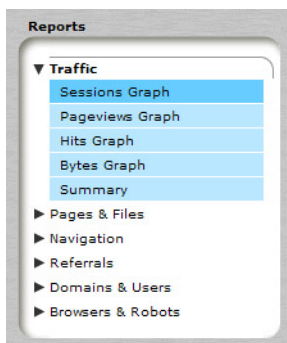 Reports
Traffic
Sessions Graph
Pageviews Graph
Hits Graph
Bytes Graph
Summary
Pages & Files
Navigation
Referrals
Domains & Users
Browsers & Robots